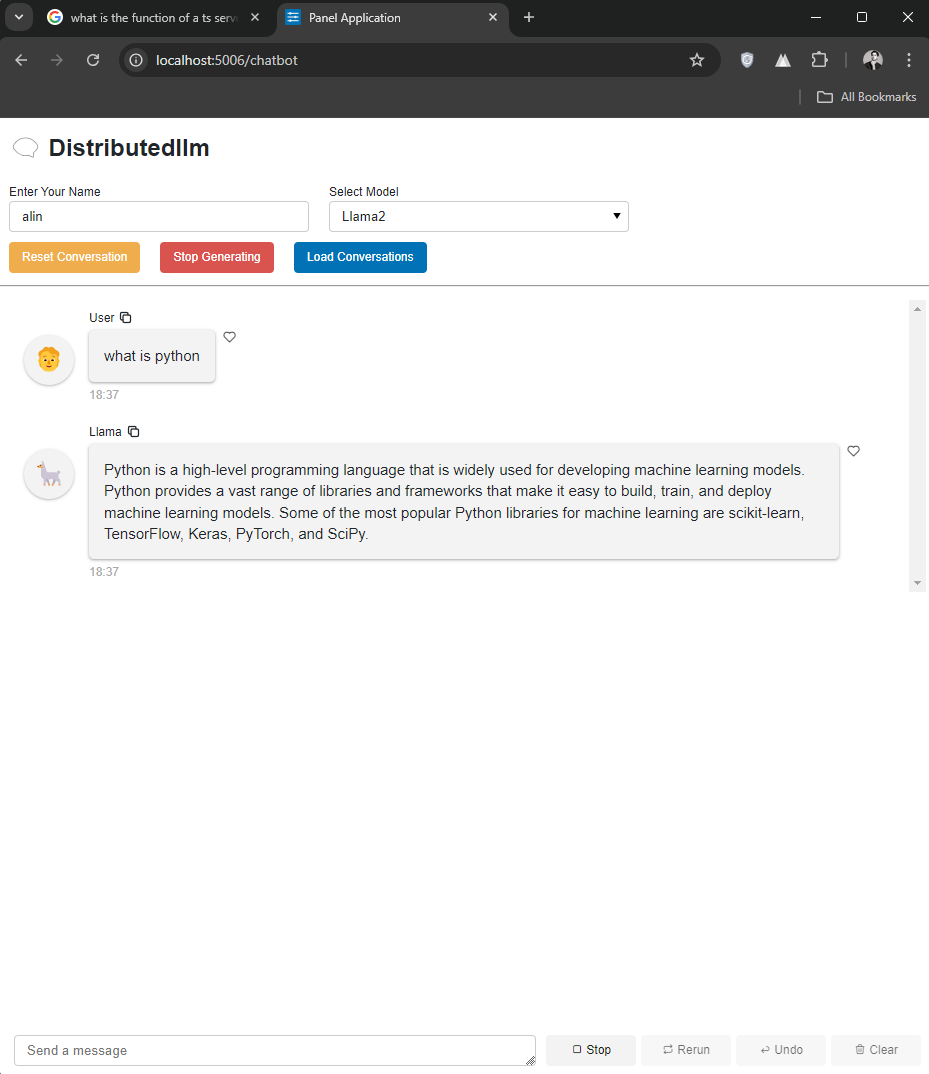 what is the function of a ts serv
Panel Application
localhost:5006/chatbot
All Bookmarks
Distributedllm
Enter Your Name
Select Model
alin
Llama2
Reset Conversation
Stop Generating
Load Conversations
User
what is python
18:37
Llama
Python is a high-level programming language that is widely used for developing machine learning models.
Python provides a vast range of libraries and frameworks that make it easy to build, train, and deploy
machine learning models. Some of the most popular Python libraries for machine learning are scikit-learn,
TensorFlow, Keras, PyTorch, and SciPy.
18:37
Send a message
Stop
Rerun
Undo
Clear